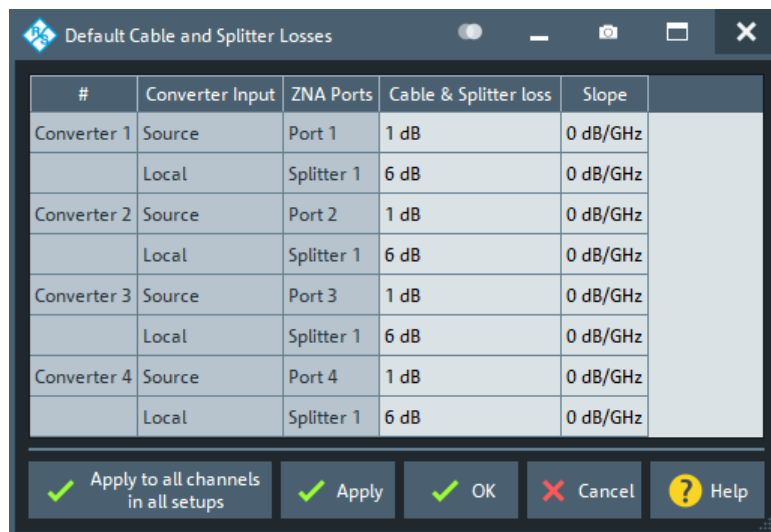 R&S Default Cable and Splitter Losses
# Converter Input ZNA Ports Cable & Splitter loss Slope
Converter 1 Source Port 1 1 dB 0 dB/GHz
Local Splitter 1 6 dB 0 dB/GHz
Converter 2 Source Port 2 1 dB 0 dB/GHz
Local Splitter 1 6 dB 0 dB/GHz
Converter 3 Source Port 3 1 dB 0 dB/GHz
Local Splitter 1 6 dB 0 dB/GHz
Converter 4 Source Port 4 1 dB 0 dB/GHz
Local Splitter 1 6 dB 0 dB/GHz
Apply to all channels
in all setups
Apply
OK
Cancel
? Help